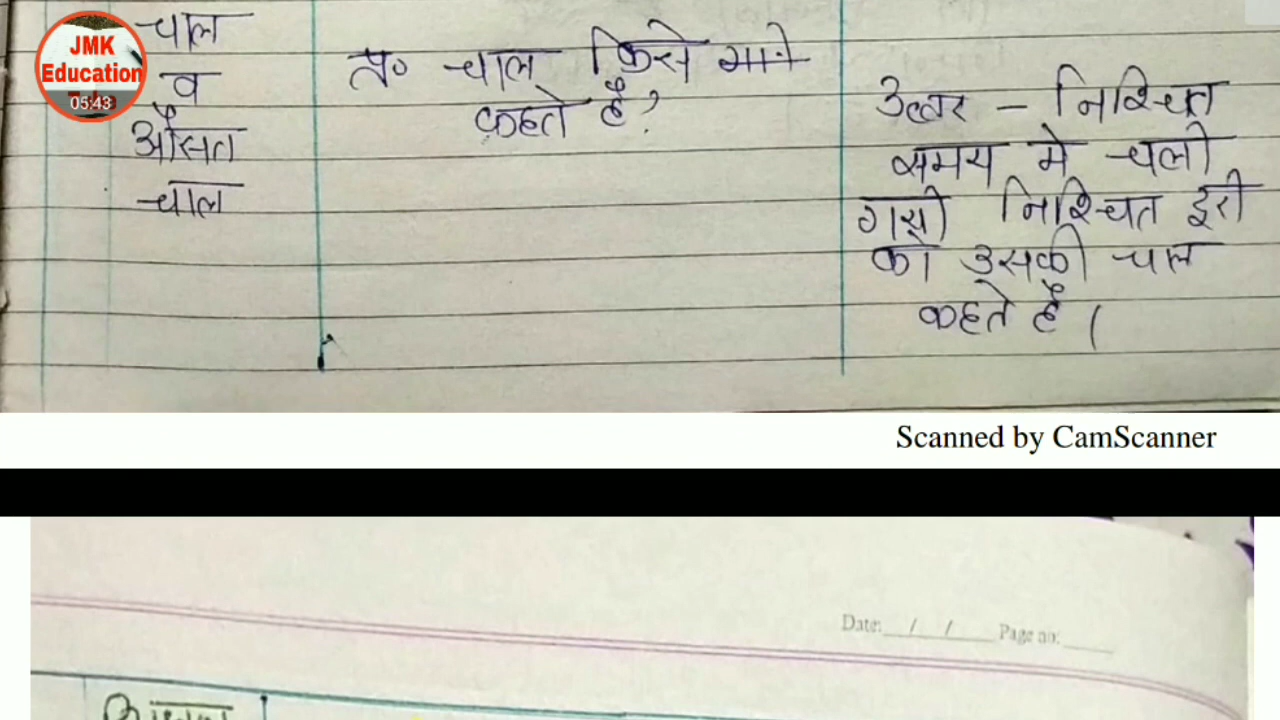 JMK
Education
05:43
चाल
व
औसत
चाल
प्र० चाल किसे
कहते हैं?
उत्तर – निश्चित
समय मे चली
गयी निश्चित दूरी
को उसकी चाल
कहते हैं।
Scanned by CamScanner
Date: / / Page no: